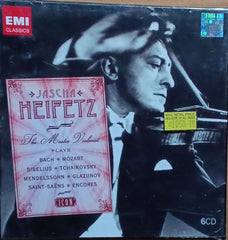 EMI
CLASSICS
JASCHA
HEIFETZ
The Master Violinist
PLAYS
BACH • MOZART
SIBELIUS • TCHAIKOVSKY
MENDELSSOHN • GLAZUNOV
SAINT-SAËNS • ENCORES
ICON
6CD